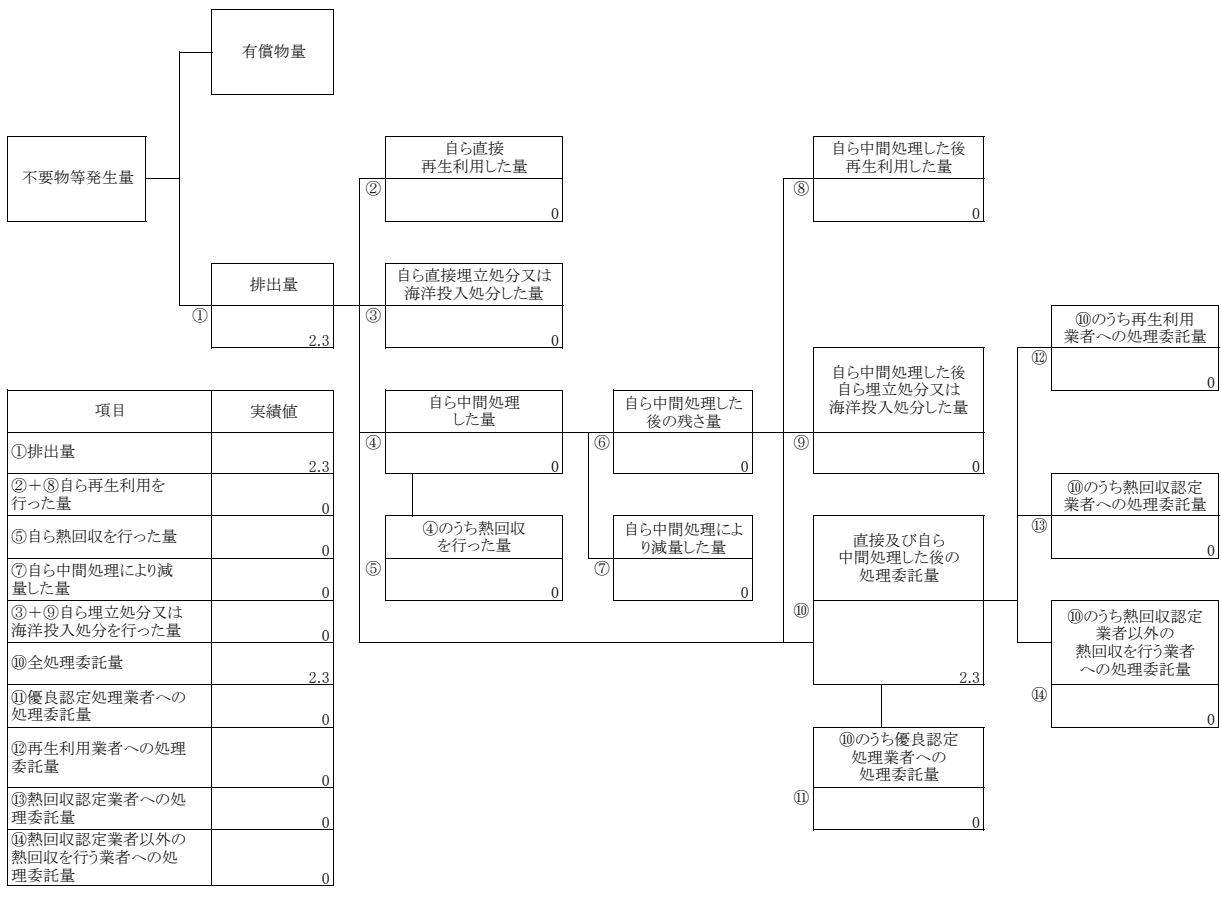 有償物量
不要物等発生量
排出量
①
2.3
自ら直接
再生利用した量
②
0
自ら直接埋立処分又は
海洋投入処分した量
③
0
自ら中間処理
した量
④
0
④のうち熱回収
を行った量
⑤
0
自ら中間処理した
後の残さ量
⑥
0
自ら中間処理によ
り減量した量
⑦
0
自ら中間処理した後
再生利用した量
⑧
0
自ら中間処理した後
自ら埋立処分又は
海洋投入処分した量
⑨
0
直接及び自ら
中間処理した後の
処理委託量
⑩
2.3
⑩のうち優良認定
処理業者への
処理委託量
⑪
0
⑩のうち再生利用
業者への処理委託量
⑫
0
⑩のうち熱回収認定
業者への処理委託量
⑬
0
⑩のうち熱回収認定
業者以外の
熱回収を行う業者
への処理委託量
⑭
0
項目 実績値
①排出量
2.3
②＋⑧自ら再生利用を
行った量
0
⑤自ら熱回収を行った量
0
⑦自ら中間処理により減
量した量
0
③＋⑨自ら埋立処分又は
海洋投入処分を行った量
0
⑩全処理委託量
2.3
⑪優良認定処理業者への
処理委託量
0
⑫再生利用業者への処理
委託量
0
⑬熱回収認定業者への処
理委託量
0
⑭熱回収認定業者以外の
熱回収を行う業者への処
理委託量
0